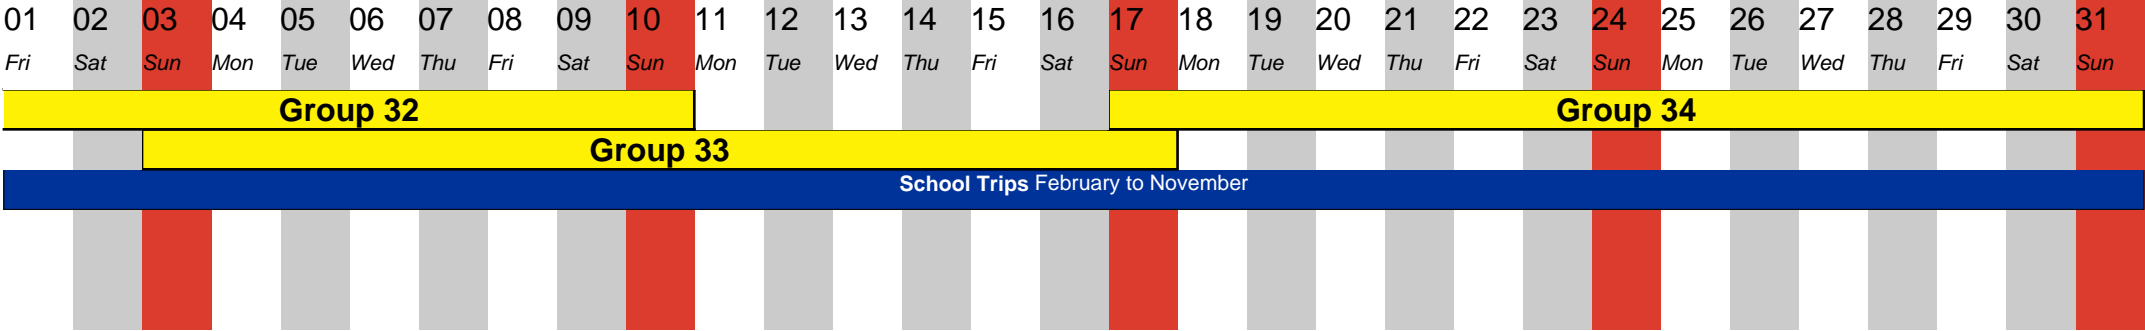 01 02 03 04 05 06 07 08 09 10 11 12 13 14 15 16 17 18 19 20 21 22 23 24 25 26 27 28 29 30 31
Fri Sat Sun Mon Tue Wed Thu Fri Sat Sun Mon Tue Wed Thu Fri Sat Sun Mon Tue Wed Thu Fri Sat Sun Mon Tue Wed Thu Fri Sat Sun
Group 32 Group 34
Group 33
School Trips February to November